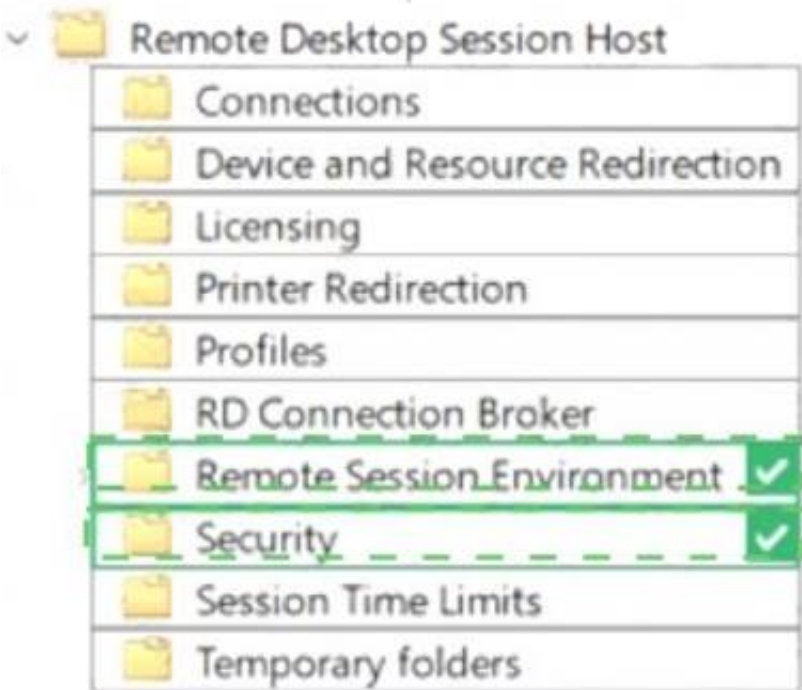 Remote Desktop Session Host
Connections
Device and Resource Redirection
Licensing
Printer Redirection
Profiles
RD Connection Broker
Remote Session Environment
Security
Session Time Limits
Temporary folders